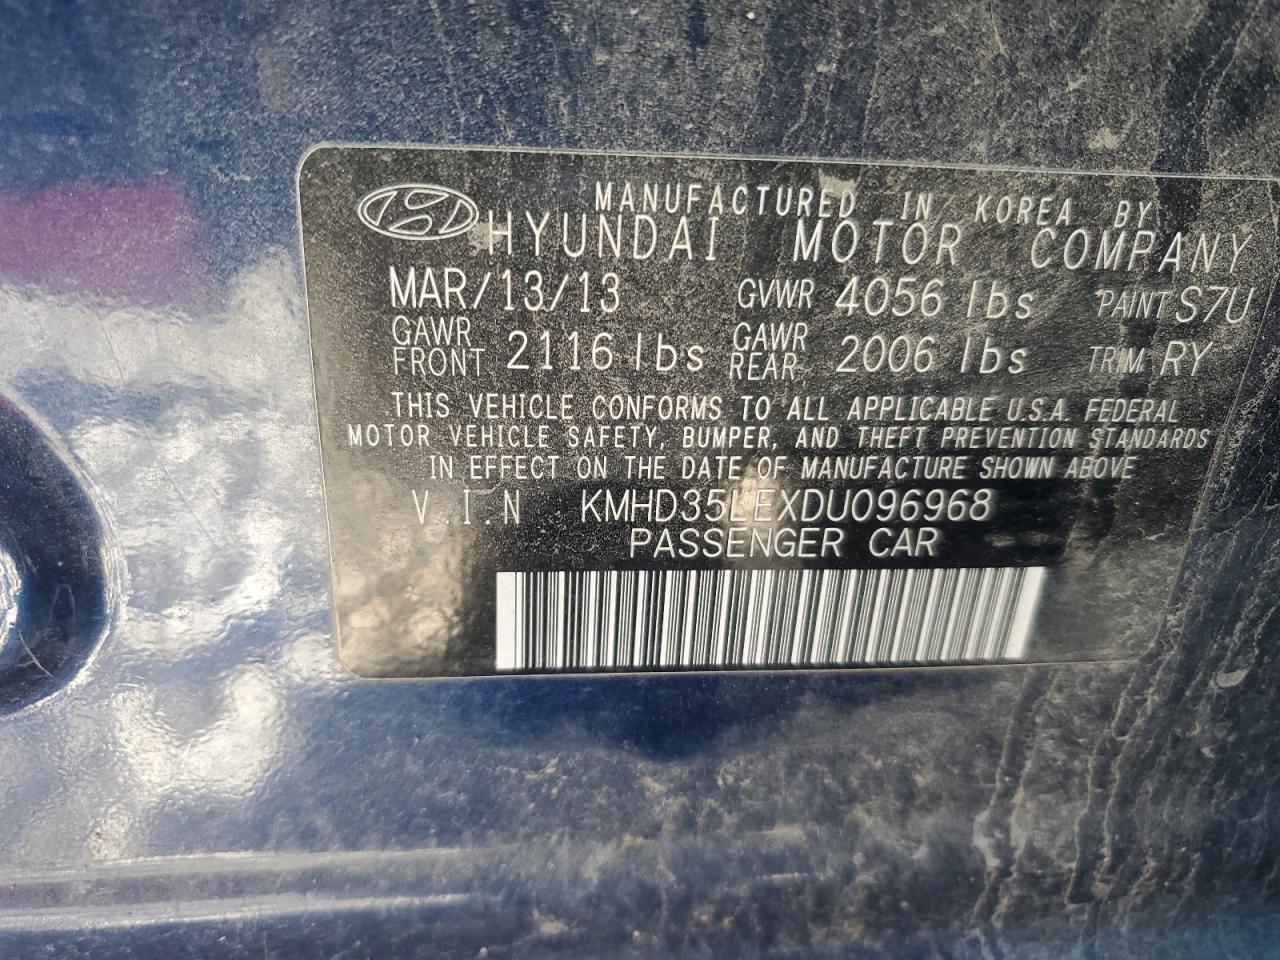 MANUFACTURED IN KOREA BY
HYUNDAI MOTOR COMPANY
MAR/13/13 GVWR 4056 lbs PAINT S7U
GAWR FRONT 2116 lbs GAWR REAR 2006 lbs TRIM RY
THIS VEHICLE CONFORMS TO ALL APPLICABLE U.S.A. FEDERAL
MOTOR VEHICLE SAFETY, BUMPER, AND THEFT PREVENTION STANDARDS
IN EFFECT ON THE DATE OF MANUFACTURE SHOWN ABOVE
V.I.N KMHD35LEXDU096968
PASSENGER CAR